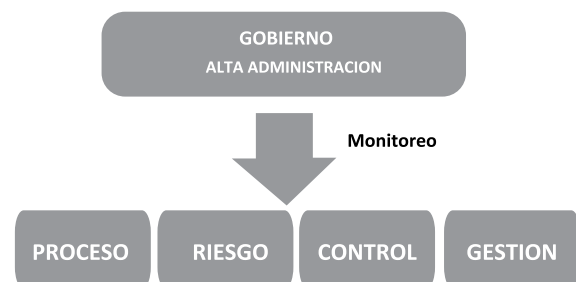 GOBIERNO
ALTA ADMINISTRACION
Monitoreo
PROCESO RIESGO CONTROL GESTION